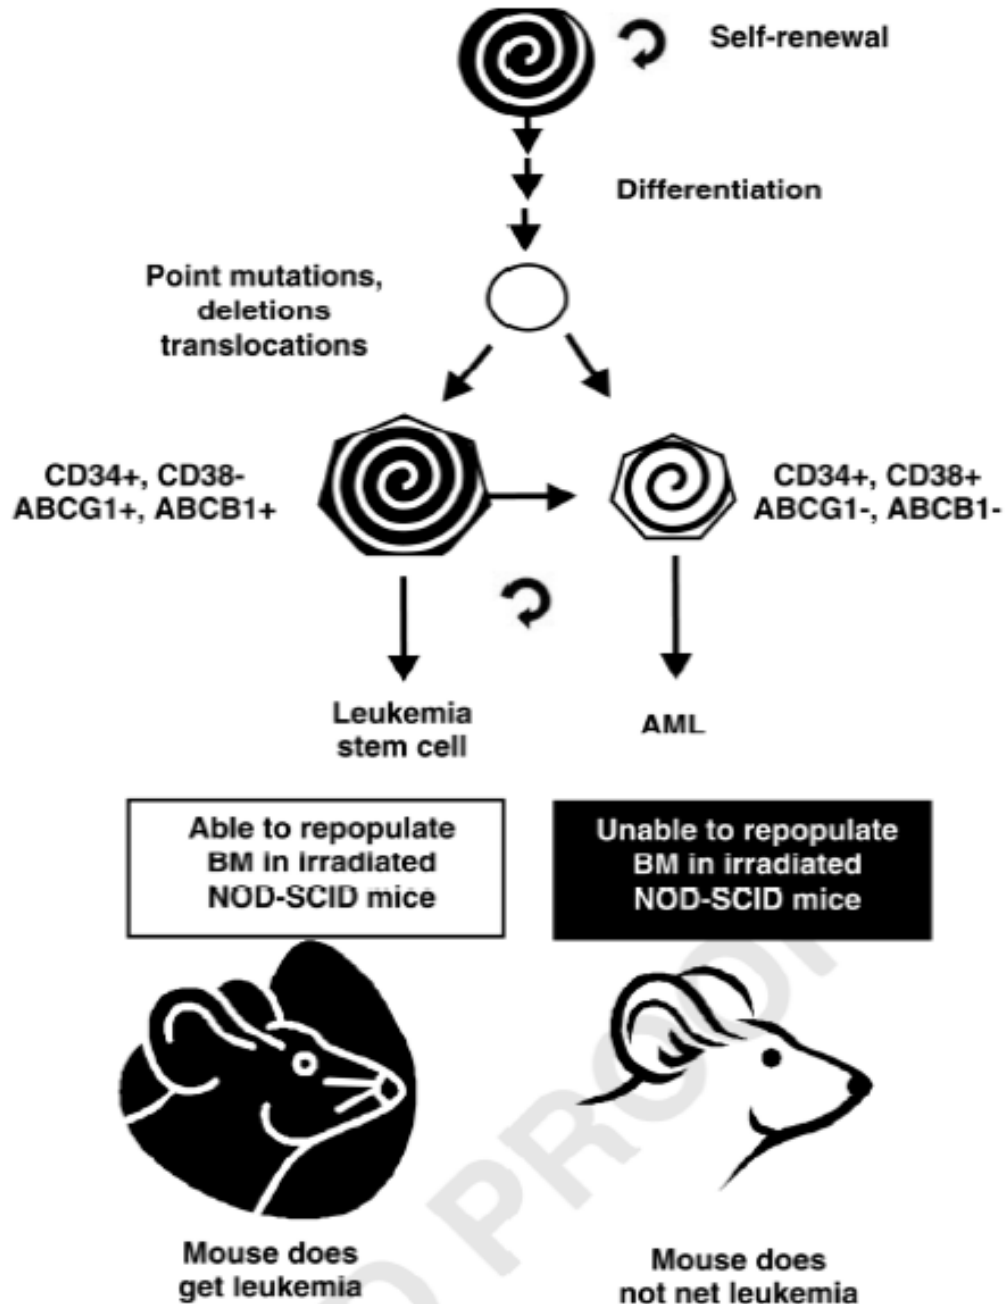 Self-renewal
Differentiation
Point mutations,
deletions
translocations
CD34+, CD38-
ABCG1+, ABCB1+
CD34+, CD38+
ABCG1-, ABCB1-
Leukemia
stem cell
AML
Able to repopulate
BM in irradiated
NOD-SCID mice
Unable to repopulate
BM in irradiated
NOD-SCID mice
Mouse does
get leukemia
Mouse does
not net leukemia
D PROOF